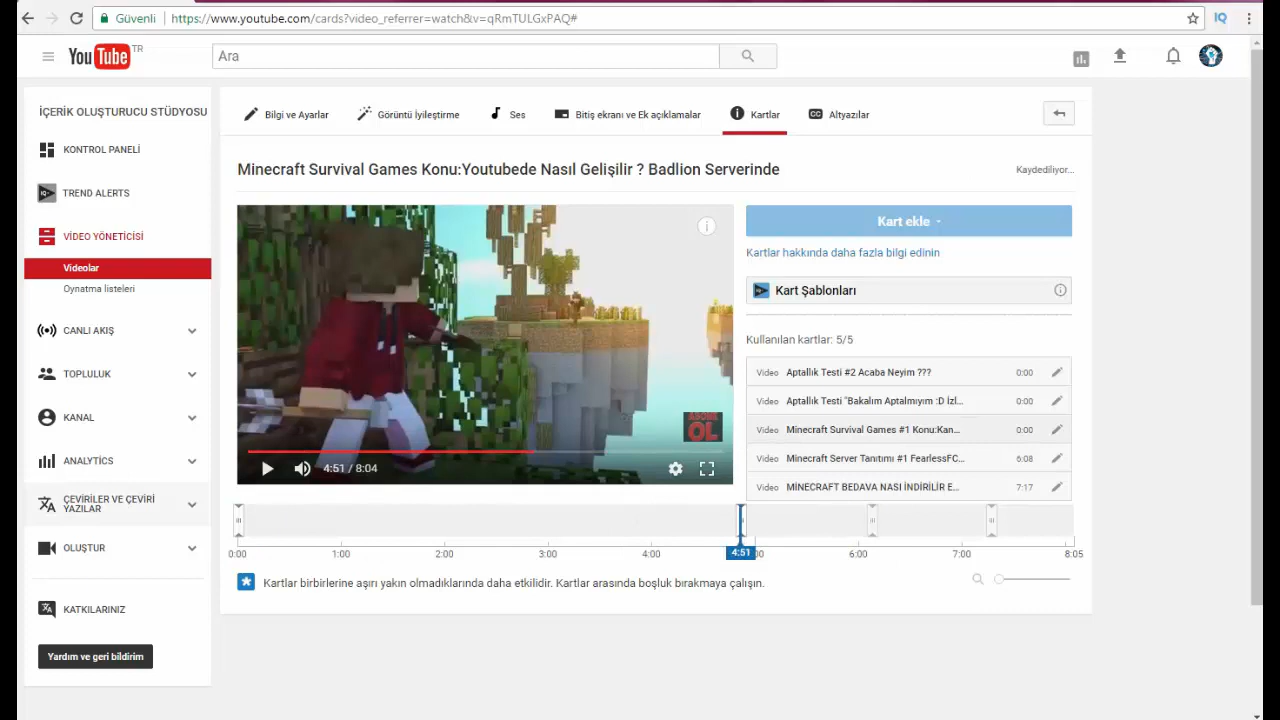 Güvenli https://www.youtube.com/cards?video_referrer=watch&v=qRmTULGxPAQ#
YouTube TR
Ara
İÇERİK OLUŞTURUCU STÜDYOSU
KONTROL PANELİ
TREND ALERTS
VİDEO YÖNETİCİSİ
Videolar
Oynatma listeleri
CANLI AKIŞ
TOPLULUK
KANAL
ANALYTICS
ÇEVİRİLER VE ÇEVİRİ
YAZILAR
OLUŞTUR
KATKILARINIZ
Yardım ve geri bildirim
Bilgi ve Ayarlar
Görüntü İyileştirme
Ses
Bitiş ekranı ve Ek açıklamalar
Kartlar
CC Altyazılar
Minecraft Survival Games Konu:Youtubede Nasıl Gelişilir ? Badlion Serverinde
Kaydediliyor...
ABONE
OL
4:51 / 8:04
Kart ekle
Kartlar hakkında daha fazla bilgi edinin
Kart Şablonları
Kullanılan kartlar: 5/5
Video Aptallık Testi #2 Acaba Neyim ??? 0:00
Video Aptallık Testi "Bakalım Aptalmıyım :D İzl... 0:00
Video Minecraft Survival Games #1 Konu:Kan... 0:00
Video Minecraft Server Tanıtımı #1 FearlessFC... 6:08
Video MİNECRAFT BEDAVA NASI İNDİRİLİR E... 7:17
0:00 1:00 2:00 3:00 4:00 4:51 6:00 7:00 8:05
Kartlar birbirlerine aşırı yakın olmadıklarında daha etkilidir. Kartlar arasında boşluk bırakmaya çalışın.